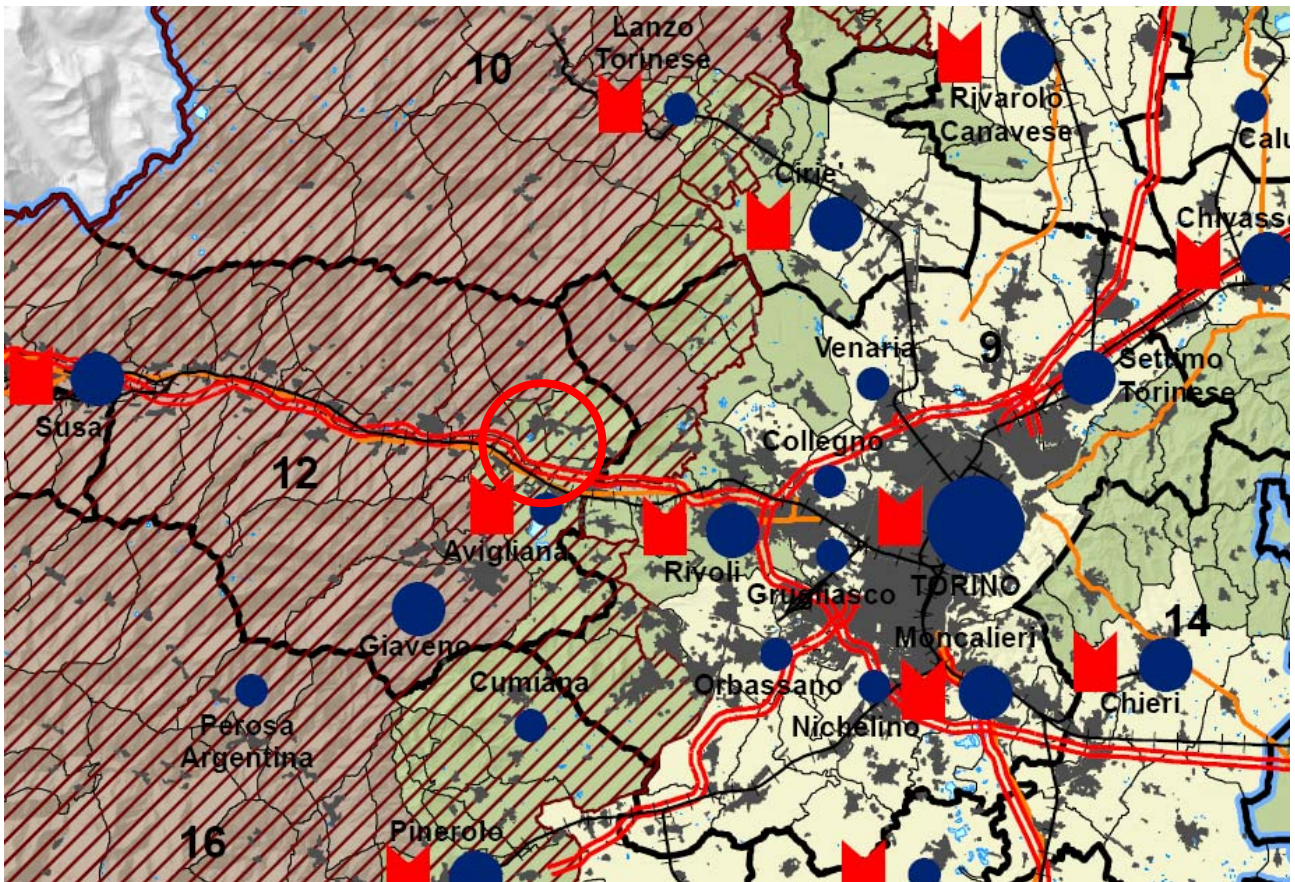 Lanzo
Torinese
10
Rivarolo
Canavese
Calu
Cirie'
Chivasso
Venaria
9
Settimo
Torinese
Susa
Collegno
12
Avigliana
Rivoli
TORINO
Grugliasco
Giaveno
14
Moncalieri
Cumiana
Orbassano
Chieri
Perosa
Argentina
Nichelino
Pinerolo
16